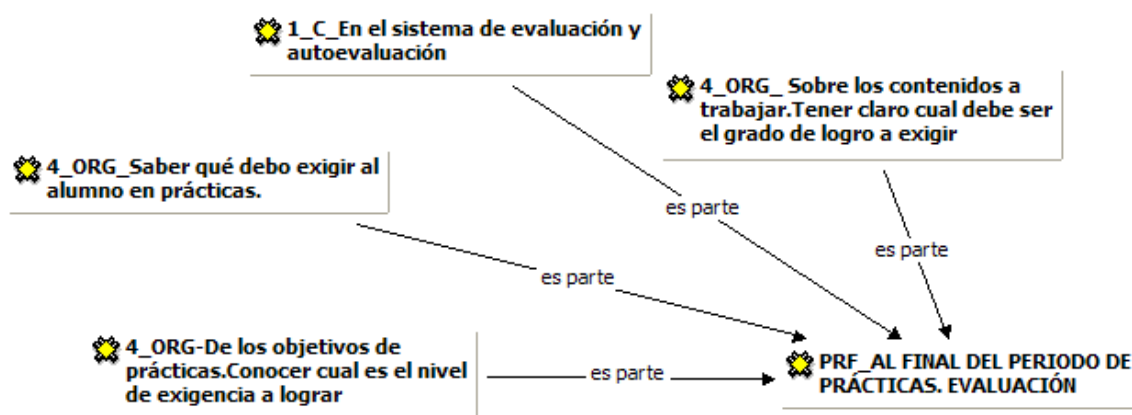 1_C_En el sistema de evaluación y
autoevaluación
4_ORG_ Sobre los contenidos a
trabajar.Tener claro cual debe ser
el grado de logro a exigir
4_ORG_Saber qué debo exigir al
alumno en prácticas.
es parte
es parte
es parte
4_ORG-De los objetivos de
prácticas.Conocer cual es el nivel
de exigencia a lograr
es parte
PRF_AL FINAL DEL PERIODO DE
PRÁCTICAS. EVALUACIÓN